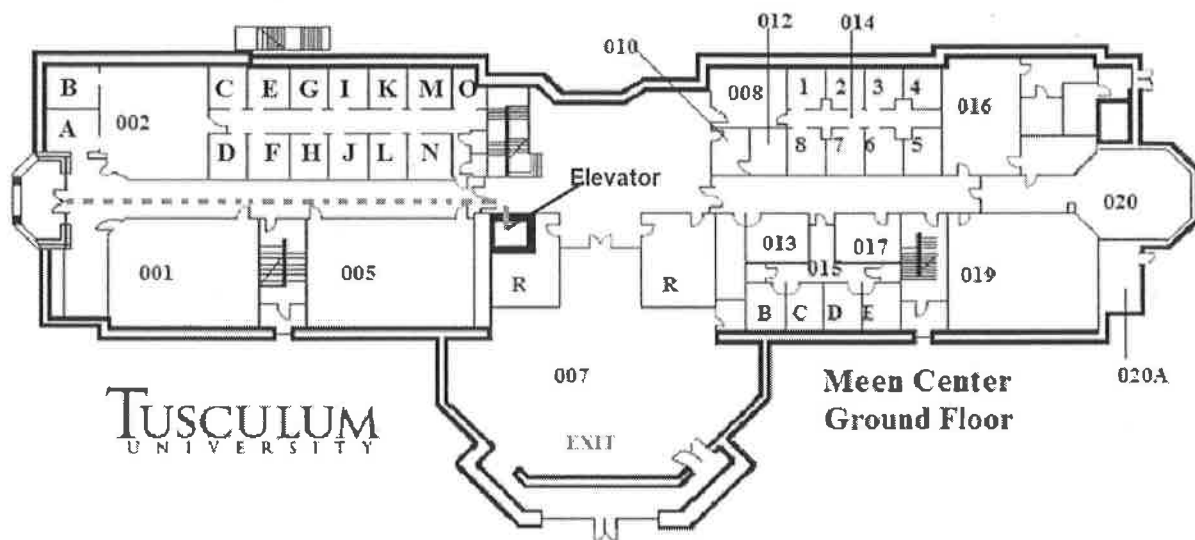 012
010
014
B
C
E
G
I
K
M
O
008
1
2
3
4
016
A
002
D
F
H
J
L
N
8
7
6
5
Elevator
020
001
005
R
R
013
017
015
019
B
C
D
E
007
020A
TUSCULUM
UNIVERSITY
EXIT
Meen Center
Ground Floor